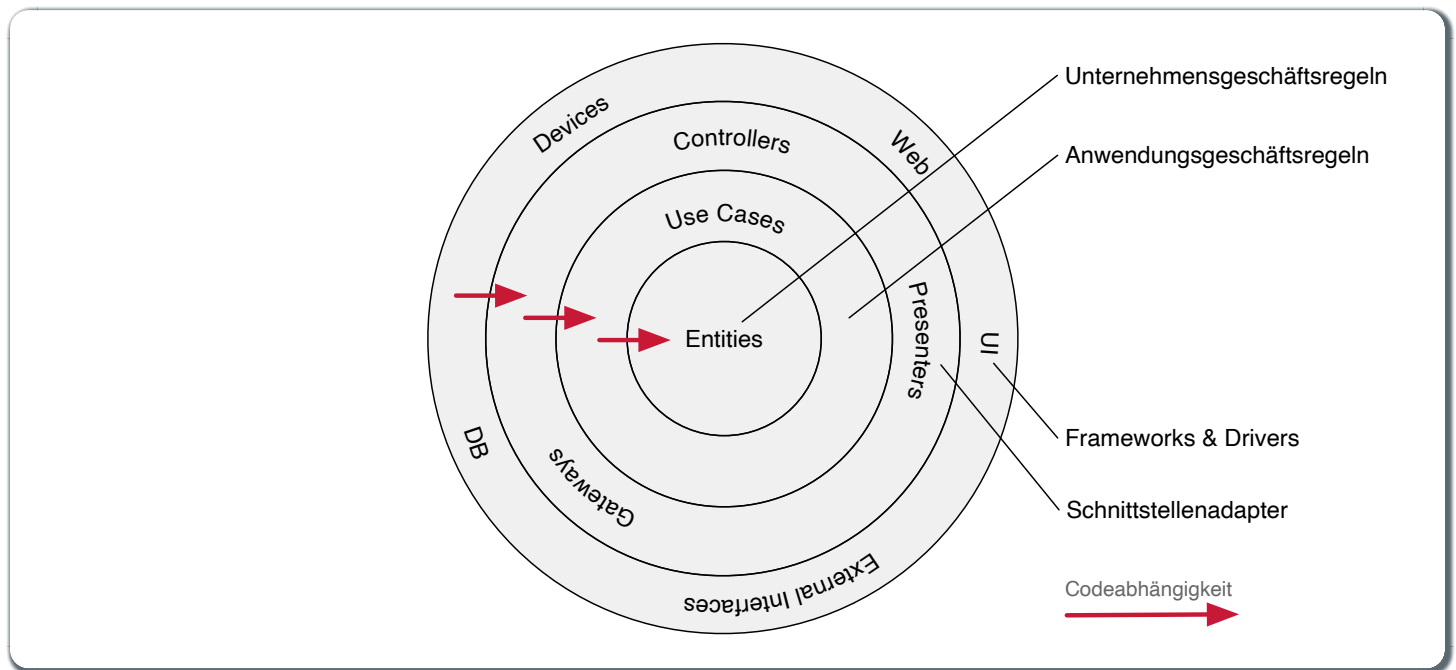 Unternehmensgeschäftsregeln
Devices
Controllers
Web
Anwendungsgeschäftsregeln
Use Cases
Presenters
Entities
UI
DB
Frameworks & Drivers
Gateways
Schnittstellenadapter
External Interfaces
Codeabhängigkeit